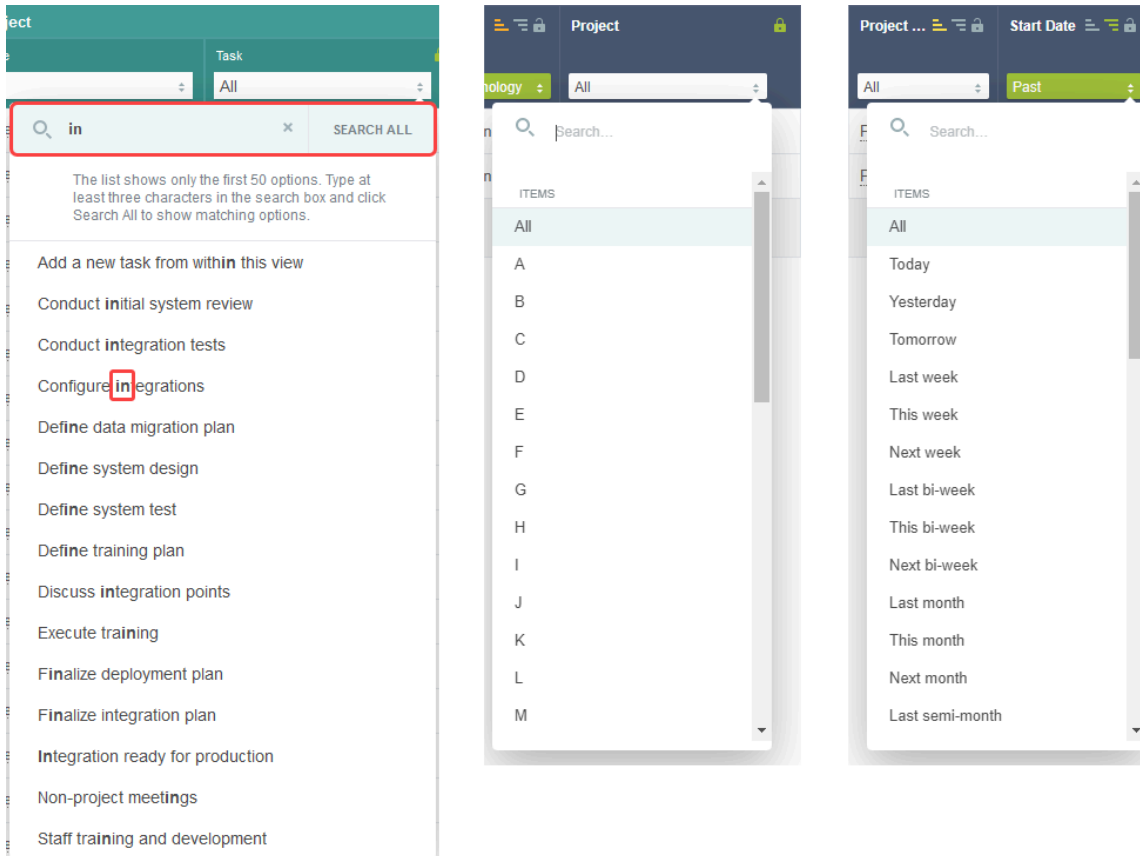 ject
Task
All
in × SEARCH ALL
The list shows only the first 50 options. Type at
least three characters in the search box and click
Search All to show matching options.
Add a new task from within this view
Conduct initial system review
Conduct integration tests
Configure integrations
Define data migration plan
Define system design
Define system test
Define training plan
Discuss integration points
Execute training
Finalize deployment plan
Finalize integration plan
Integration ready for production
Non-project meetings
Staff training and development
Project
nology All
Search...
ITEMS
All
A
B
C
D
E
F
G
H
I
J
K
L
M
Project ... Start Date
All Past
Search...
ITEMS
All
Today
Yesterday
Tomorrow
Last week
This week
Next week
Last bi-week
This bi-week
Next bi-week
Last month
This month
Next month
Last semi-month